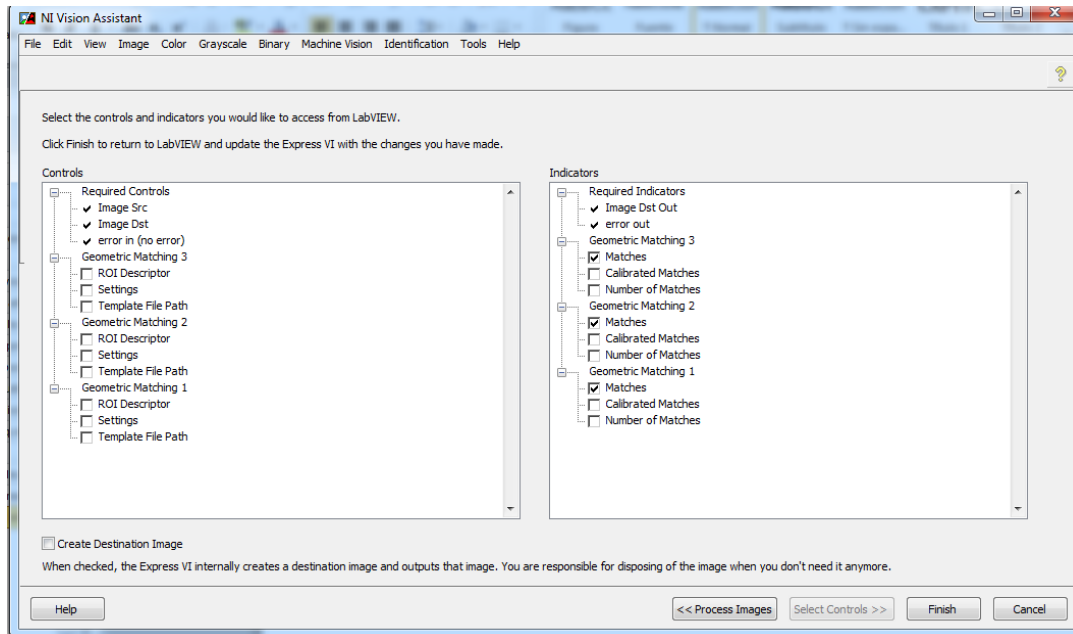 NI Vision Assistant
File Edit View Image Color Grayscale Binary Machine Vision Identification Tools Help
Select the controls and indicators you would like to access from LabVIEW.
Click Finish to return to LabVIEW and update the Express VI with the changes you have made.
Controls
Required Controls
Image Src
Image Dst
error in (no error)
Geometric Matching 3
ROI Descriptor
Settings
Template File Path
Geometric Matching 2
ROI Descriptor
Settings
Template File Path
Geometric Matching 1
ROI Descriptor
Settings
Template File Path
Indicators
Required Indicators
Image Dst Out
error out
Geometric Matching 3
Matches
Calibrated Matches
Number of Matches
Geometric Matching 2
Matches
Calibrated Matches
Number of Matches
Geometric Matching 1
Matches
Calibrated Matches
Number of Matches
Create Destination Image
When checked, the Express VI internally creates a destination image and outputs that image. You are responsible for disposing of the image when you don't need it anymore.
Help << Process Images Select Controls >> Finish Cancel